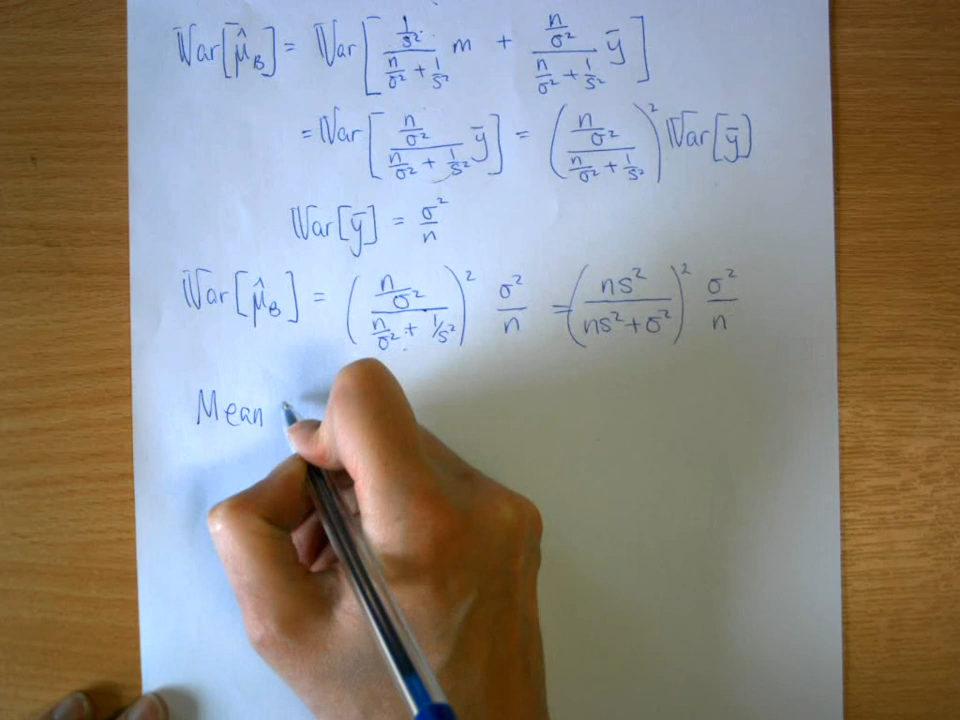 Var[μ̂_B] = Var[ (1/s²)/(n/σ² + 1/s²) m + (n/σ²)/(n/σ² + 1/s²) ȳ ]
= Var[ (n/σ²)/(n/σ² + 1/s²) ȳ ] = ( (n/σ²)/(n/σ² + 1/s²) )² Var[ȳ]
Var[ȳ] = σ²/n
Var[μ̂_B] = ( (n/σ²)/(n/σ² + 1/s²) )² σ²/n = ( ns²/(ns² + σ²) )² σ²/n
Mean